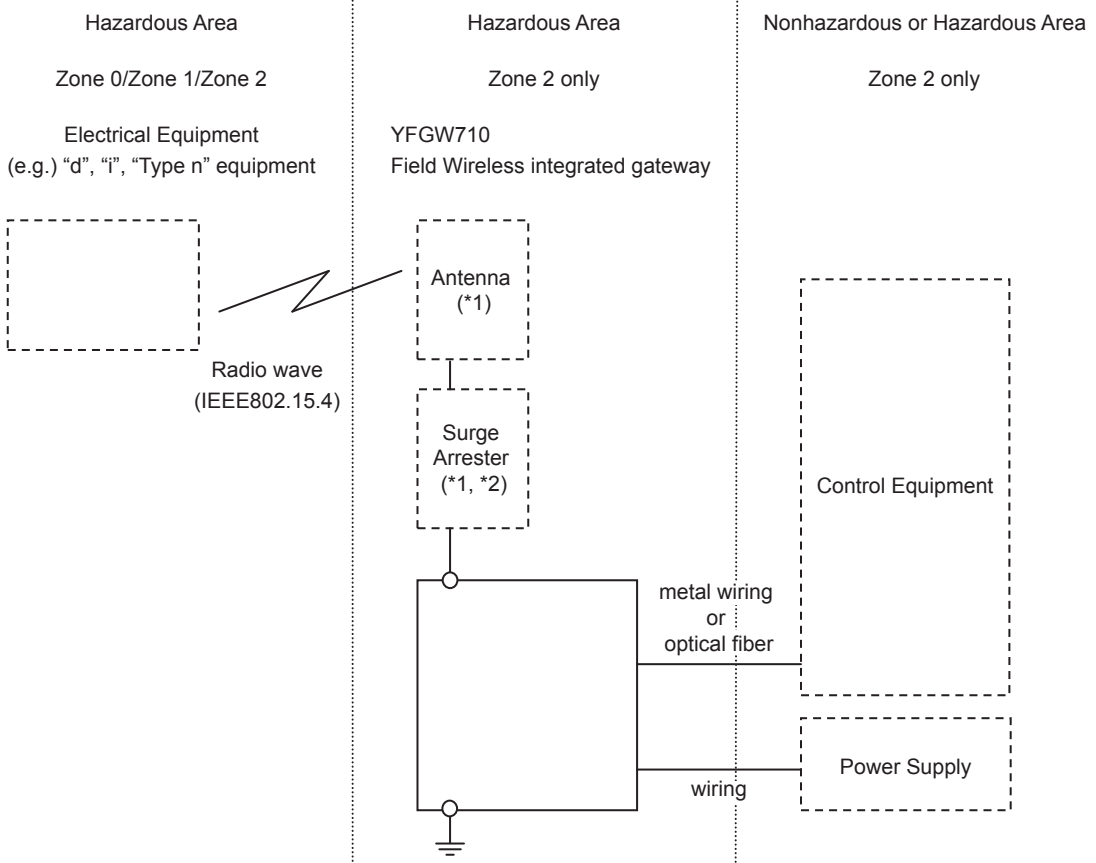 Hazardous Area
Zone 0/Zone 1/Zone 2
Electrical Equipment
(e.g.) “d”, “i”, “Type n” equipment
Radio wave
(IEEE802.15.4)
Hazardous Area
Zone 2 only
YFGW710
Field Wireless integrated gateway
Antenna
(*1)
Surge
Arrester
(*1, *2)
metal wiring
or
optical fiber
wiring
Nonhazardous or Hazardous Area
Zone 2 only
Control Equipment
Power Supply